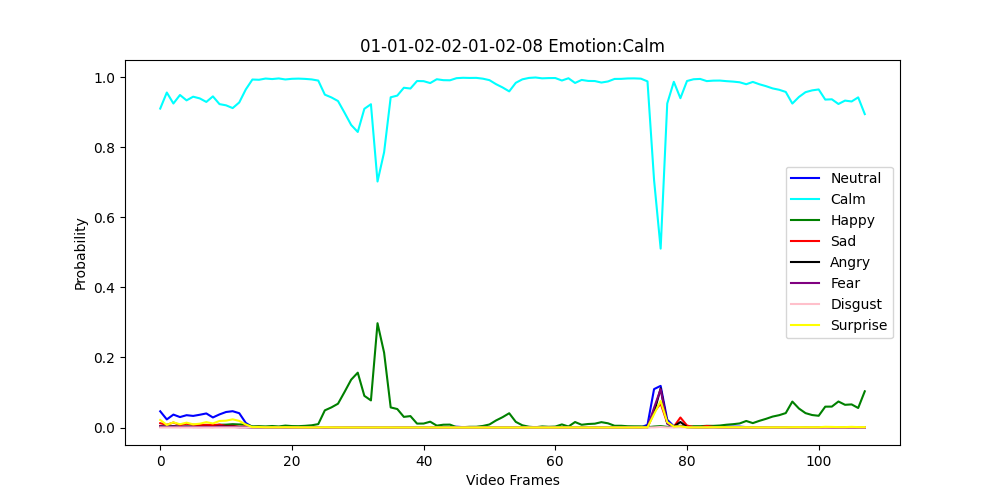 01-01-02-02-01-02-08 Emotion:Calm
Probability
1.0
0.8
0.6
0.4
0.2
0.0
Neutral
Calm
Happy
Sad
Angry
Fear
Disgust
Surprise
0 20 40 60 80 100
Video Frames